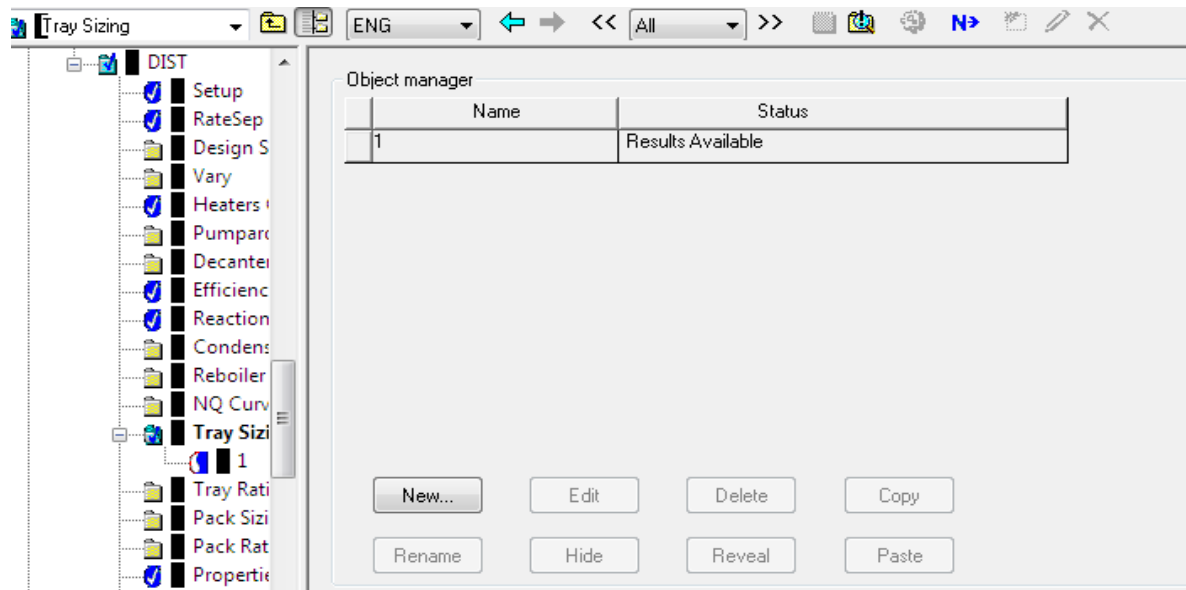 Tray Sizing ENG << All >> N
DIST
Setup
RateSep
Design S
Vary
Heaters
Pumparo
Decanter
Efficienc
Reaction
Condens
Reboiler
NQ Curv
Tray Sizi
1
Tray Rati
Pack Sizi
Pack Rat
Propertie
Object manager
Name Status
1 Results Available
New... Edit Delete Copy
Rename Hide Reveal Paste